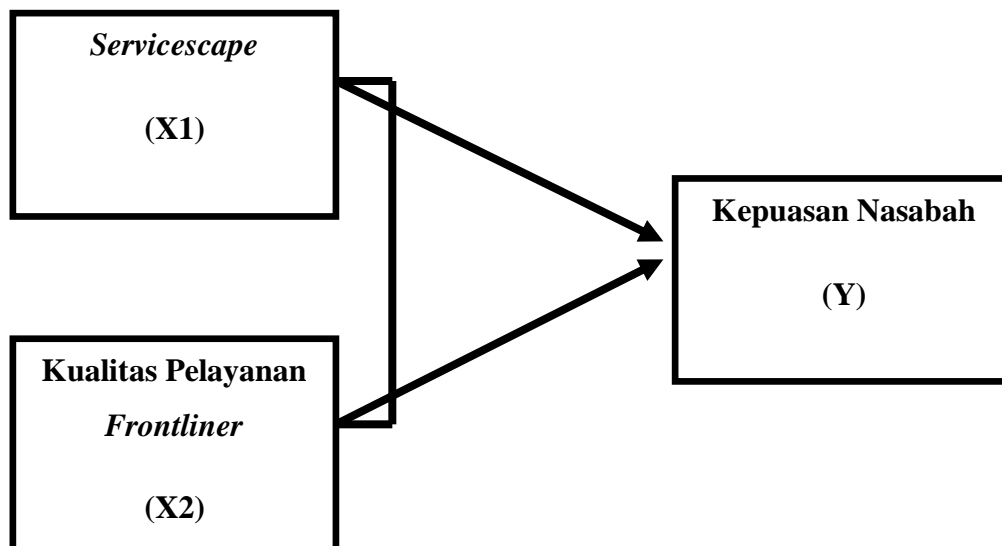 Servicescape
(X1)
Kepuasan Nasabah
(Y)
Kualitas Pelayanan
Frontliner
(X2)